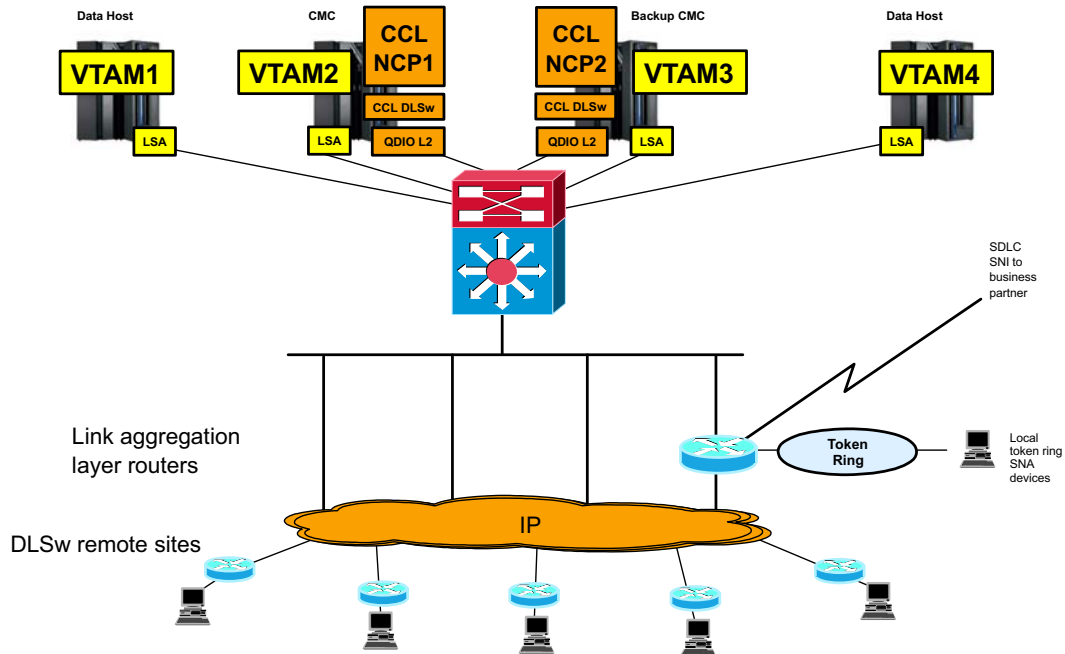 Data Host
CMC
Backup CMC
Data Host
VTAM1
VTAM2
CCL
NCP1
CCL
NCP2
VTAM3
VTAM4
CCL DLSw
CCL DLSw
LSA
LSA
QDIO L2
QDIO L2
LSA
LSA
SDLC
SNI to
business
partner
Link aggregation
layer routers
Token
Ring
Local
token ring
SNA
devices
IP
DLSw remote sites